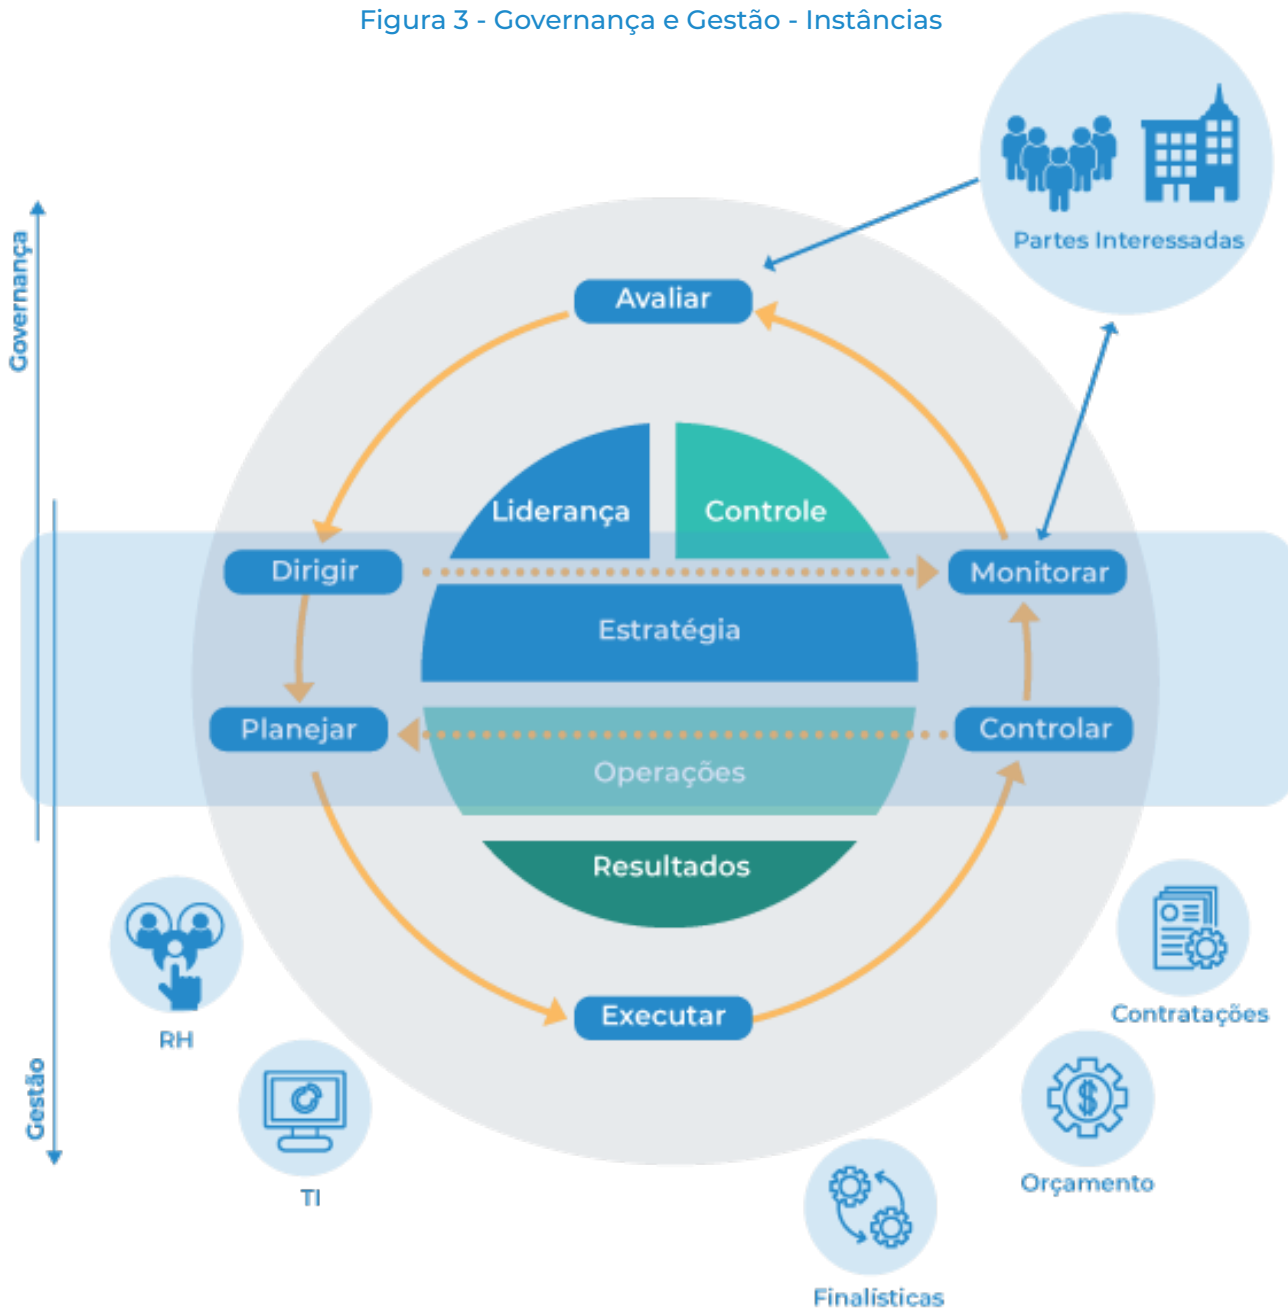 Figura 3 - Governança e Gestão - Instâncias
Partes Interessadas
Governança
Avaliar
Liderança
Controle
Dirigir
Monitorar
Estratégia
Planejar
Controlar
Operações
Resultados
Executar
Contratações
RH
Gestão
Orçamento
TI
Finalísticas